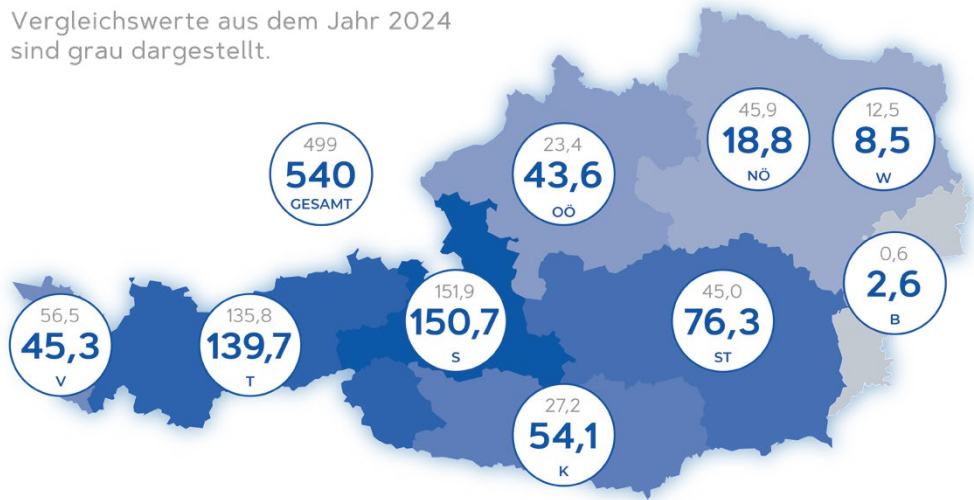 Vergleichswerte aus dem Jahr 2024
sind grau dargestellt.
499
540
GESAMT
23,4
43,6
OÖ
45,9
18,8
NÖ
12,5
8,5
W
0,6
2,6
B
56,5
45,3
V
135,8
139,7
T
151,9
150,7
S
45,0
76,3
ST
27,2
54,1
K